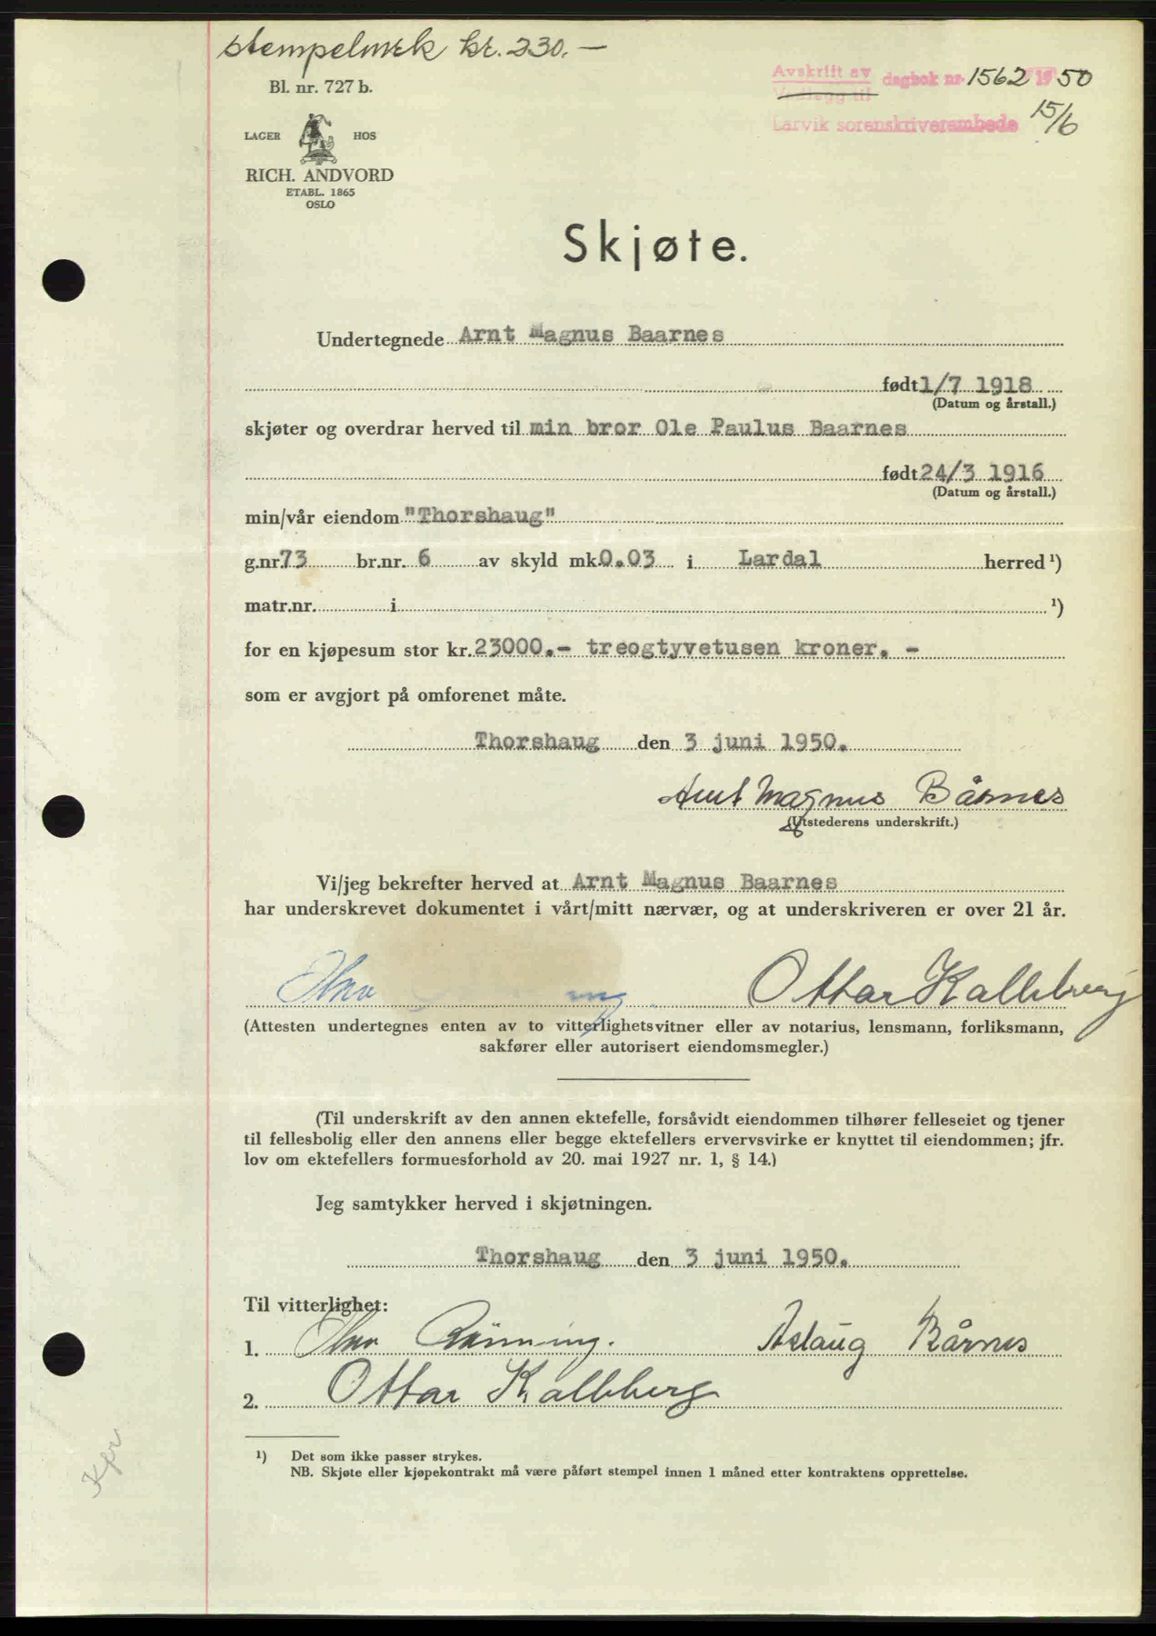 stempelmrk kr. 230.—
Bl. nr. 727 b.
Avskrift av
Vedlegg til
dagbok nr. 1562 1950
15/6
Larvik sorenskriverembede
LAGER HOS
RICH. ANDVORD
ETABL. 1865
OSLO
Skjøte.
Undertegnede Arnt Magnus Baarnes
født 1/7 1918
(Datum og årstall.)
skjøter og overdrar herved til min bror Ole Paulus Baarnes
født 24/3 1916
(Datum og årstall.)
min/vår eiendom "Thorshaug"
g.nr. 73 br.nr. 6 av skyld mk. 0.03 i Lardal herred ¹)
matr.nr. i ¹)
for en kjøpesum stor kr. 23000.- treogtyvetusen kroner. -
som er avgjort på omforenet måte.
Thorshaug den 3 juni 1950.
Arnt Magnus Bårnes
(Utstederens underskrift.)
Vi/jeg bekrefter herved at Arnt Magnus Baarnes
har underskrevet dokumentet i vårt/mitt nærvær, og at underskriveren er over 21 år.
Ottar Kalleberg
(Attesten undertegnes enten av to vitterlighetsvitner eller av notarius, lensmann, forliksmann,
sakfører eller autorisert eiendomsmegler.)
(Til underskrift av den annen ektefelle, forsåvidt eiendommen tilhører felleseiet og tjener
til fellesbolig eller den annens eller begge ektefellers ervervsvirke er knyttet til eiendommen; jfr.
lov om ektefellers formuesforhold av 20. mai 1927 nr. 1, § 14.)
Jeg samtykker herved i skjøtningen.
Thorshaug den 3 juni 1950.
Til vitterlighet:
1. Rønning. Aslaug Bårnes
2. Ottar Kalleberg
¹) Det som ikke passer strykes.
NB. Skjøte eller kjøpekontrakt må være påført stempel innen 1 måned etter kontraktens opprettelse.
Kpr